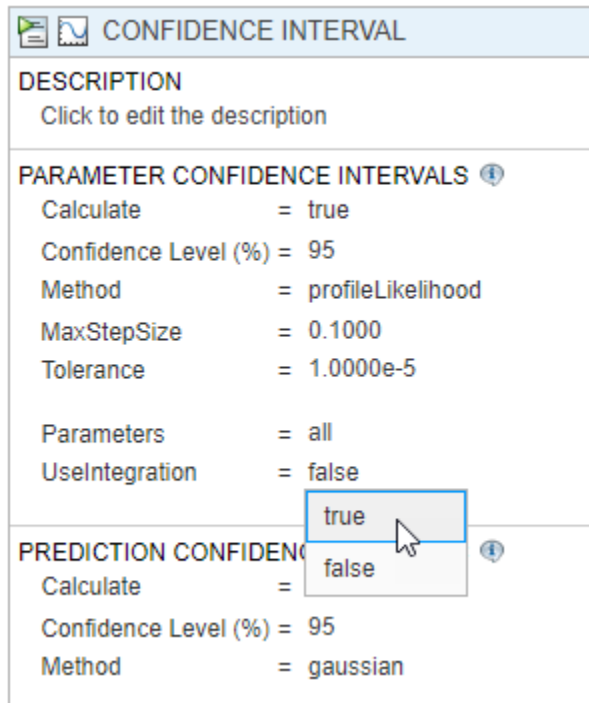 CONFIDENCE INTERVAL
DESCRIPTION
Click to edit the description
PARAMETER CONFIDENCE INTERVALS
Calculate = true
Confidence Level (%) = 95
Method = profileLikelihood
MaxStepSize = 0.1000
Tolerance = 1.0000e-5
Parameters = all
UseIntegration = false
true
PREDICTION
false
Calculate =
Confidence Level (%) = 95
Method = gaussian